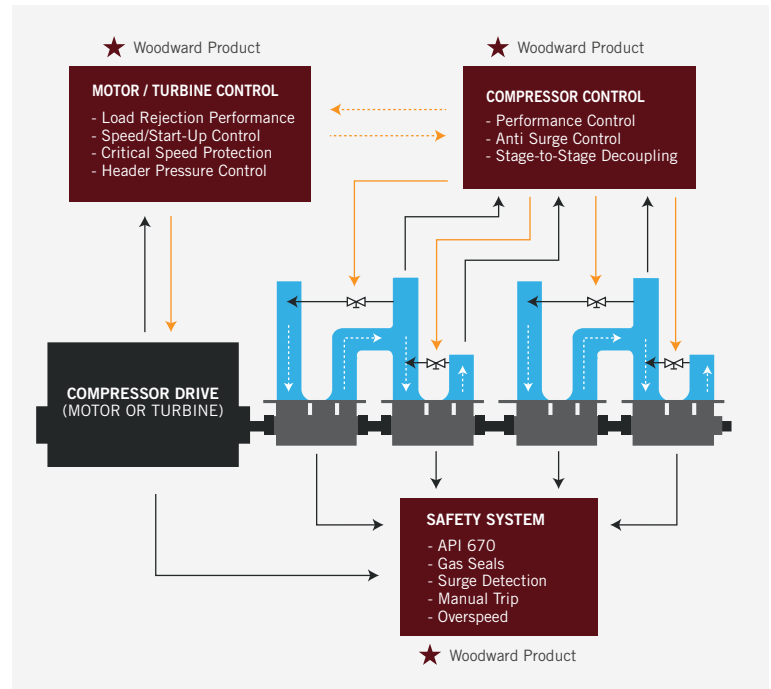 Woodward Product
Woodward Product
MOTOR / TURBINE CONTROL
- Load Rejection Performance
- Speed/Start-Up Control
- Critical Speed Protection
- Header Pressure Control
COMPRESSOR CONTROL
- Performance Control
- Anti Surge Control
- Stage-to-Stage Decoupling
COMPRESSOR DRIVE
(MOTOR OR TURBINE)
SAFETY SYSTEM
- API 670
- Gas Seals
- Surge Detection
- Manual Trip
- Overspeed
Woodward Product